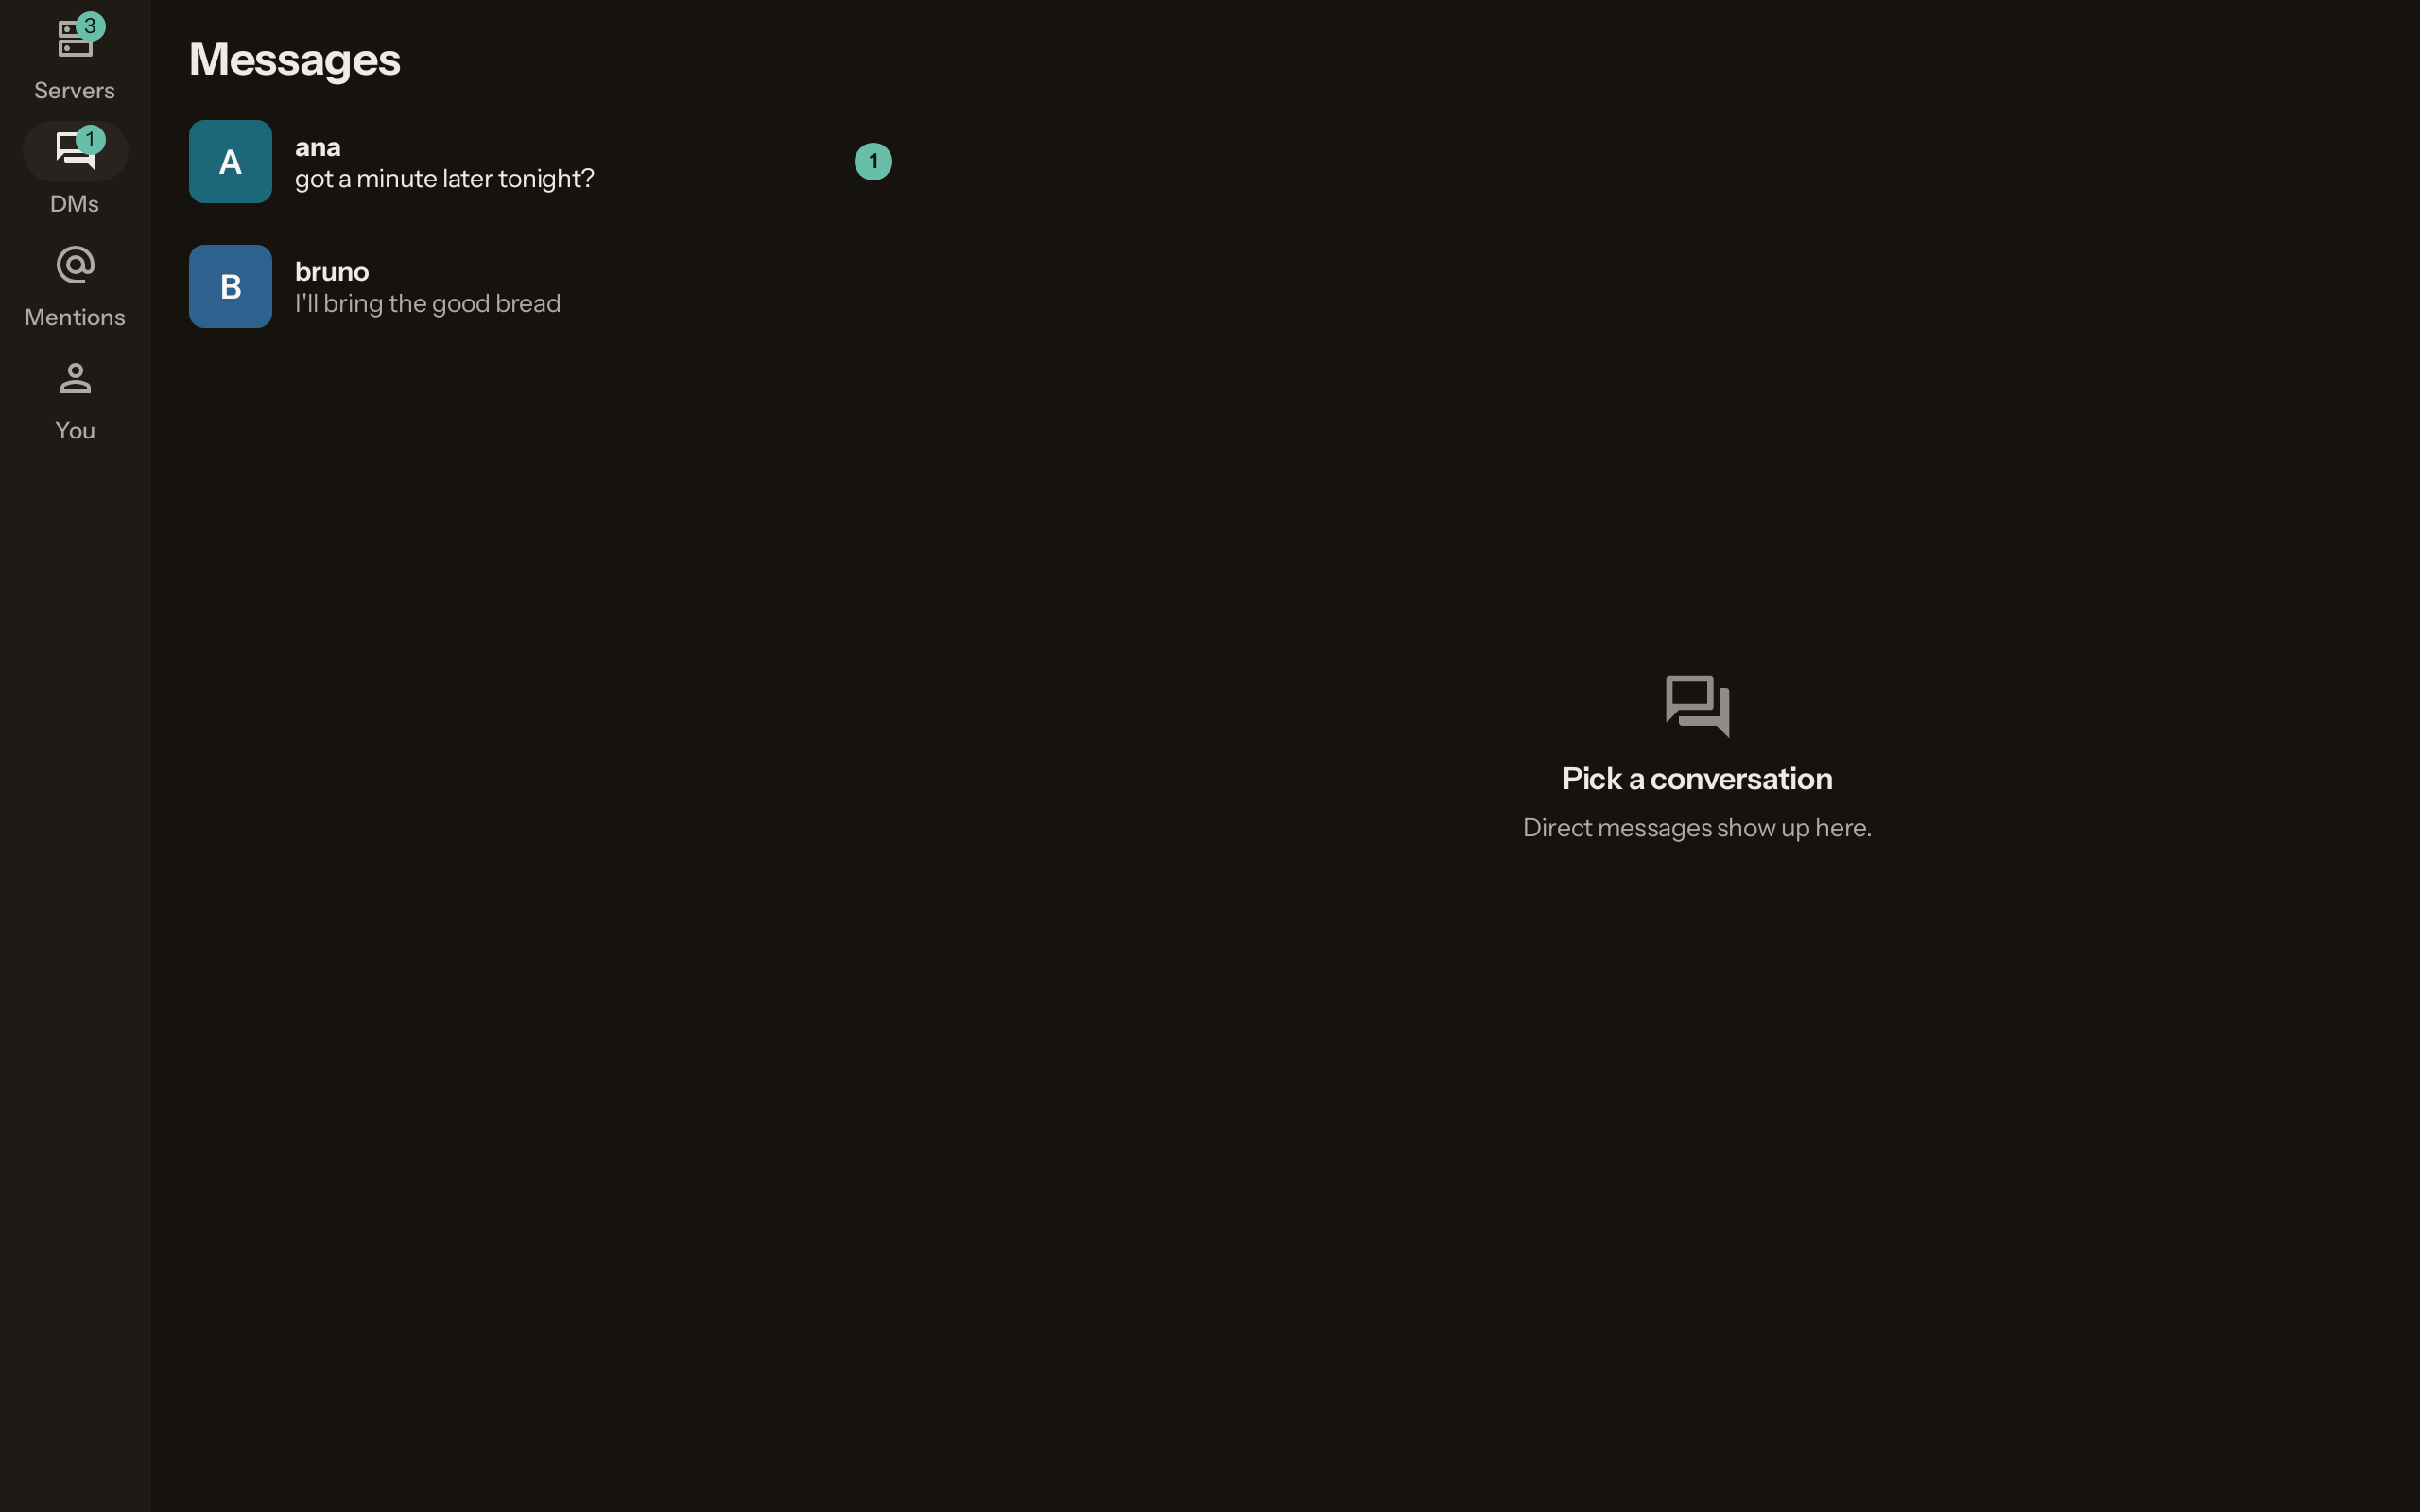 3
Servers
1
DMs
Mentions
You
Messages
A
ana
got a minute later tonight?
1
B
bruno
I'll bring the good bread
Pick a conversation
Direct messages show up here.